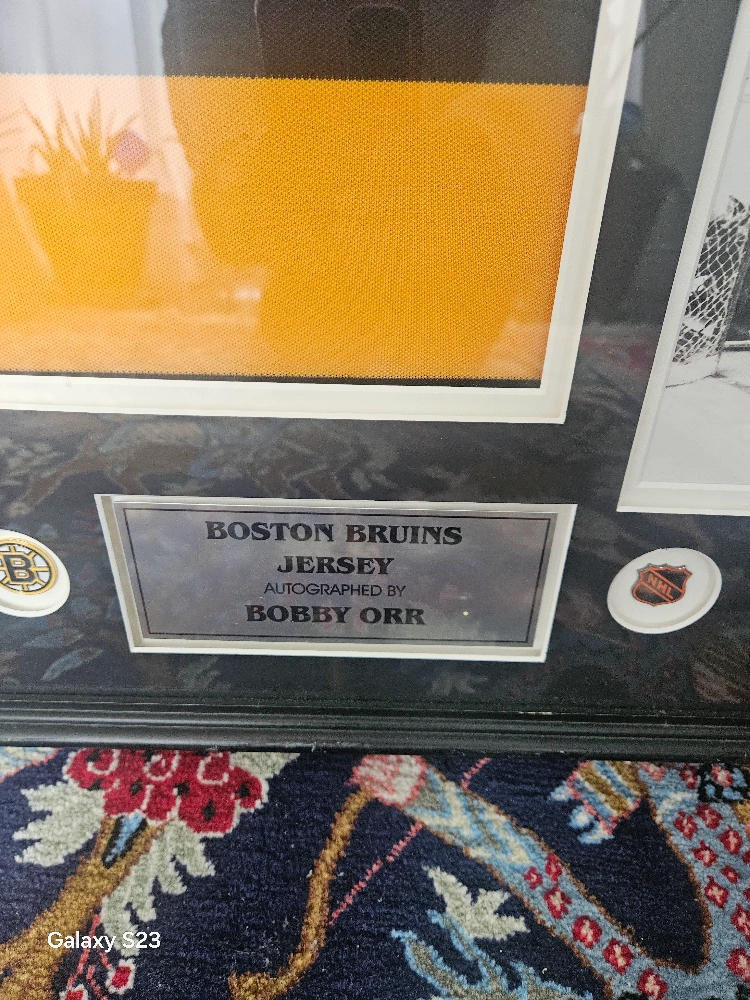 BOSTON BRUINS
JERSEY
AUTOGRAPHED BY
BOBBY ORR
B
NHL
Galaxy S23